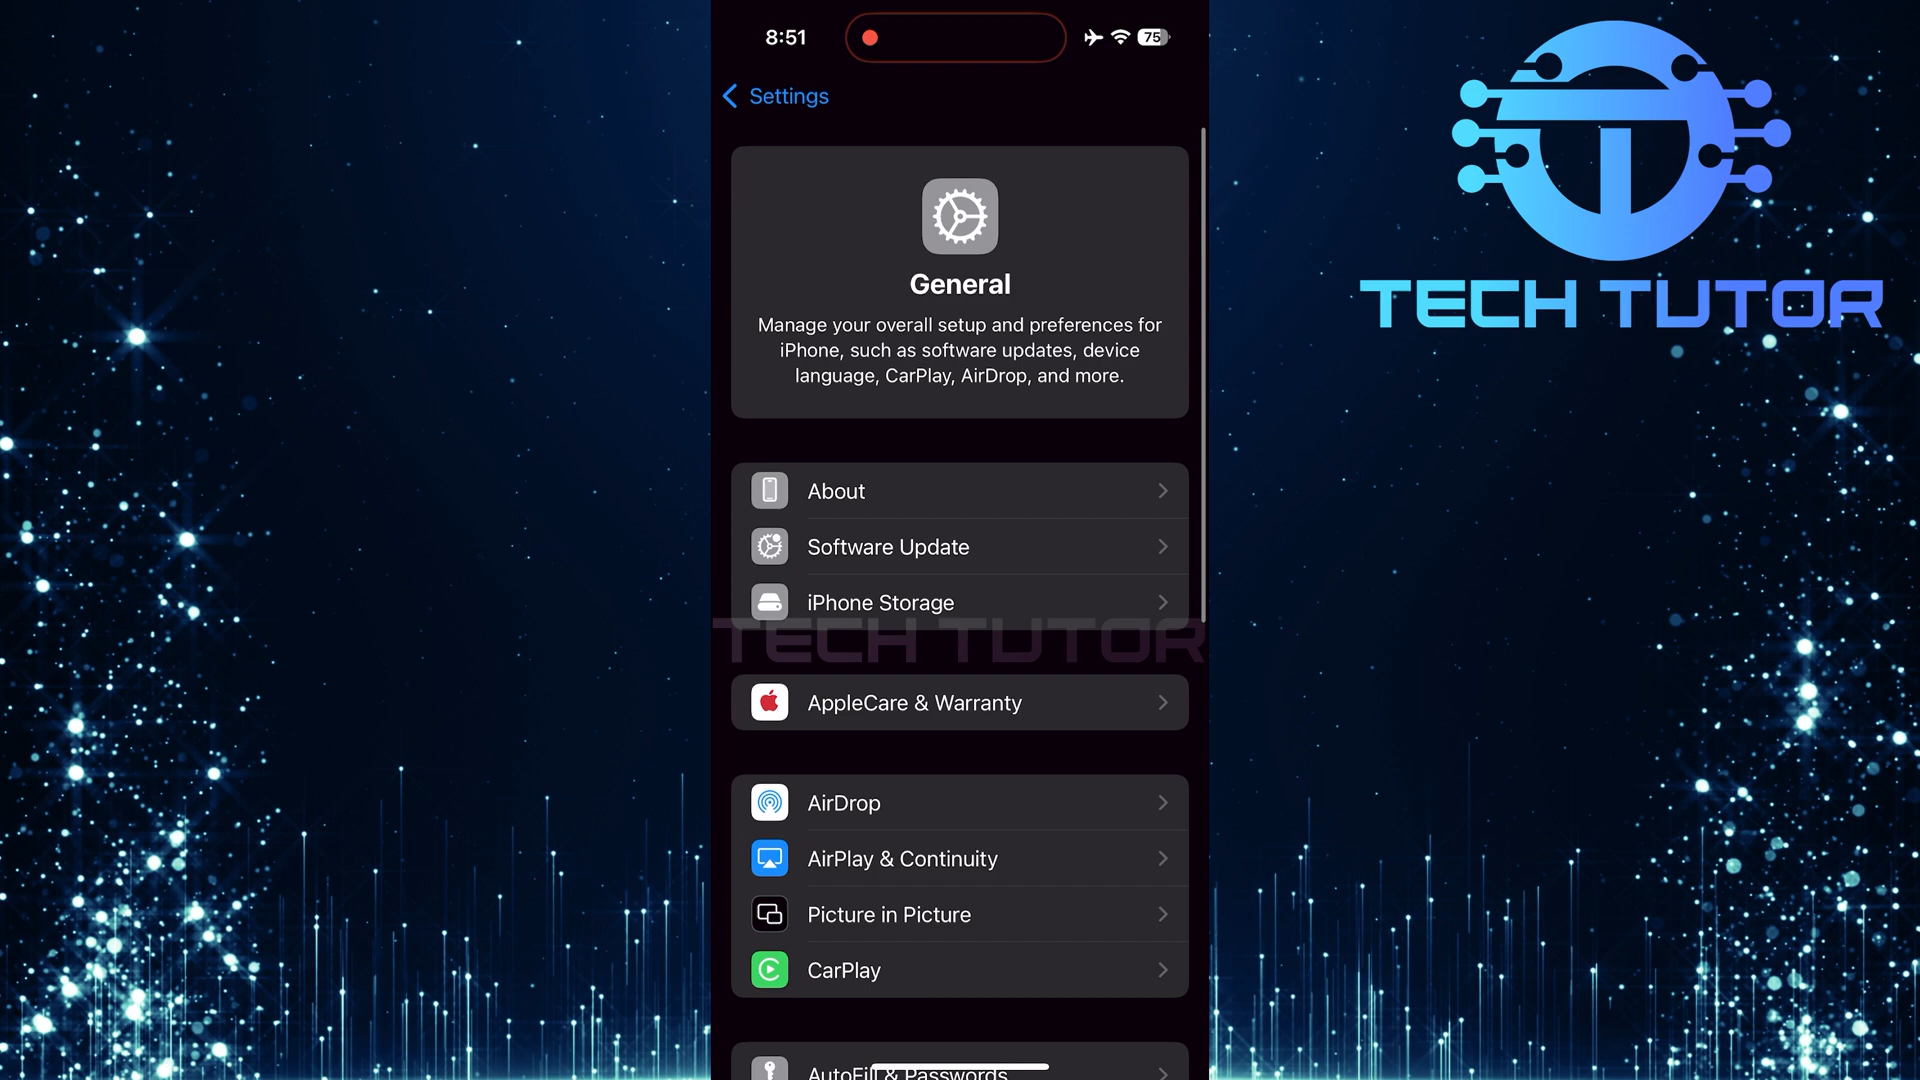 8:51
75
Settings
General
Manage your overall setup and preferences for
iPhone, such as software updates, device
language, CarPlay, AirDrop, and more.
About
Software Update
iPhone Storage
TECH TUTOR
AppleCare & Warranty
AirDrop
AirPlay & Continuity
Picture in Picture
CarPlay
AutoFill & Passwords
TECH TUTOR